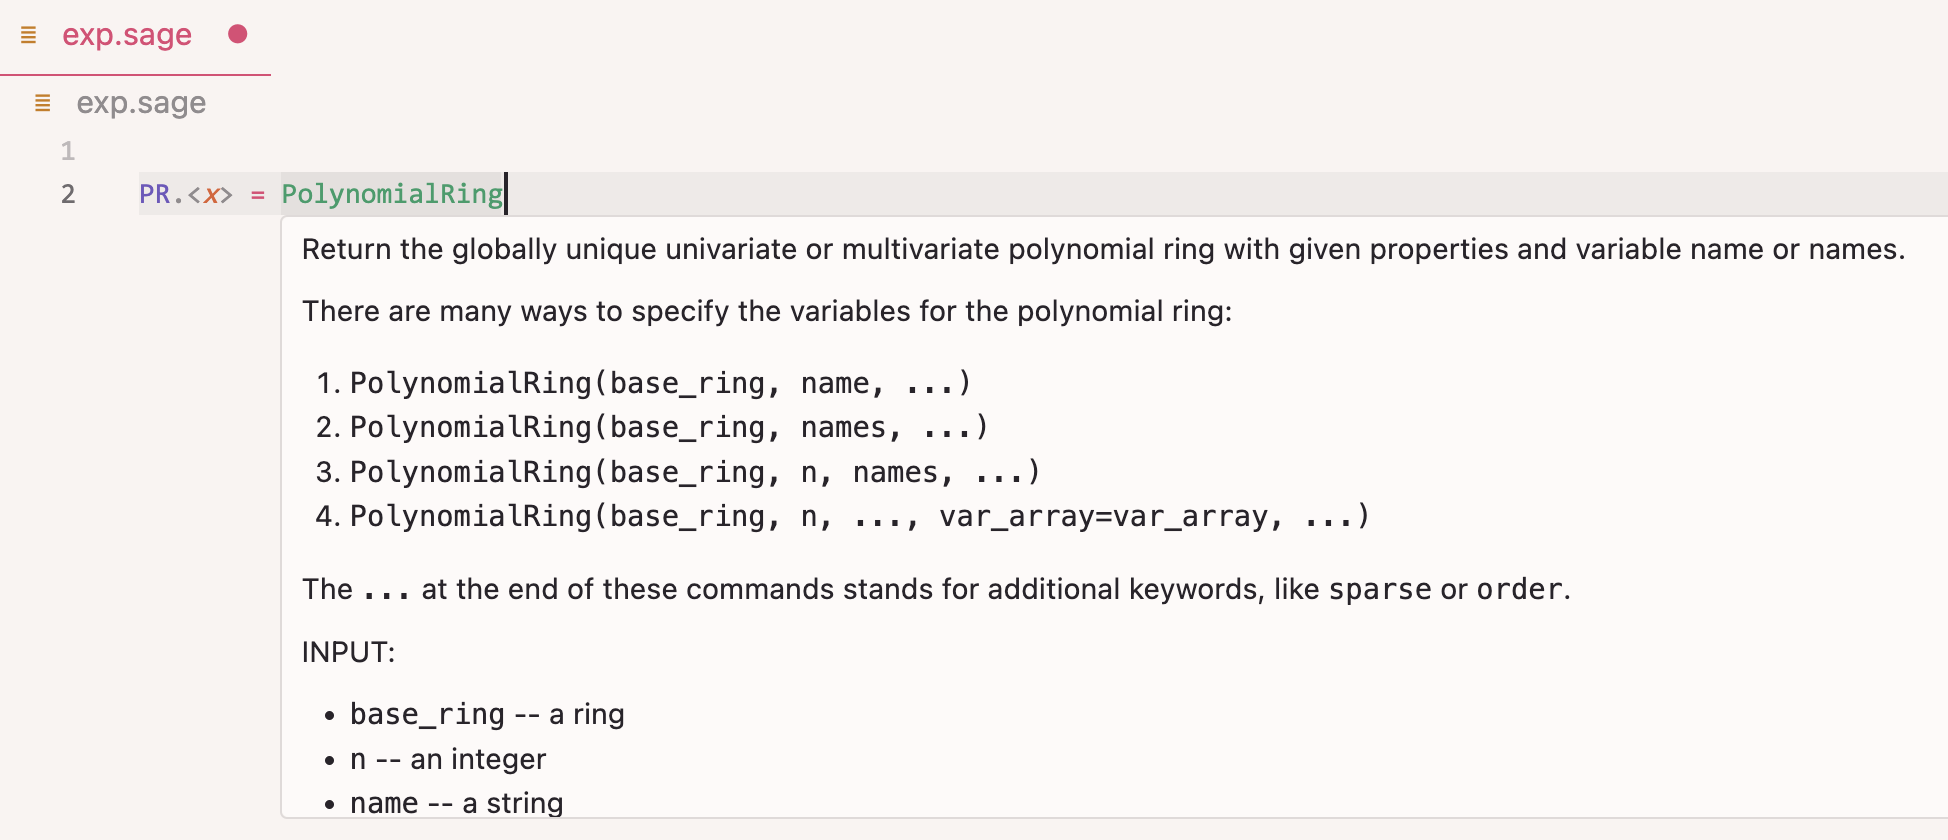 exp.sage
exp.sage
1
2 PR.<x> = PolynomialRing
Return the globally unique univariate or multivariate polynomial ring with given properties and variable name or names.
There are many ways to specify the variables for the polynomial ring:
1. PolynomialRing(base_ring, name, ...)
2. PolynomialRing(base_ring, names, ...)
3. PolynomialRing(base_ring, n, names, ...)
4. PolynomialRing(base_ring, n, ..., var_array=var_array, ...)
The ... at the end of these commands stands for additional keywords, like sparse or order.
INPUT:
• base_ring -- a ring
• n -- an integer
• name -- a string